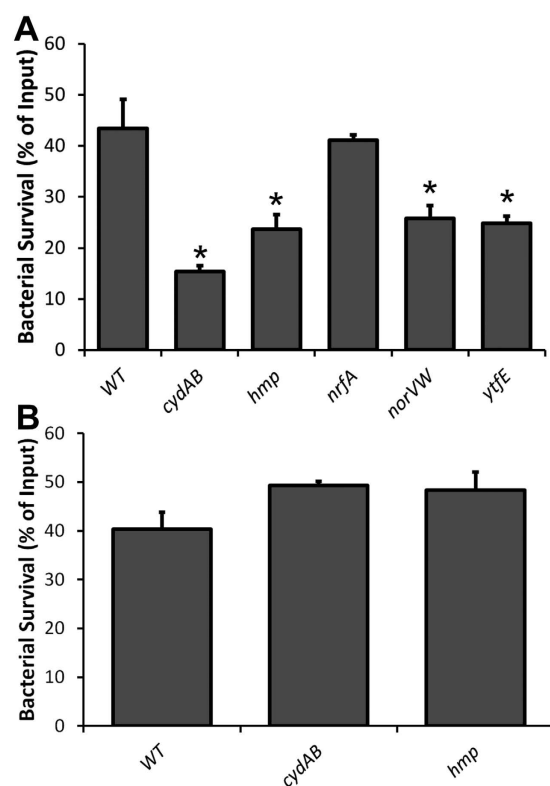 A
Bacterial Survival (% of Input)
60
50
40
30
20
10
0
*
*
*
*
WT
cydAB
hmp
nrfA
norVW
ytfE
B
Bacterial Survival (% of Input)
60
50
40
30
20
10
0
WT
cydAB
hmp